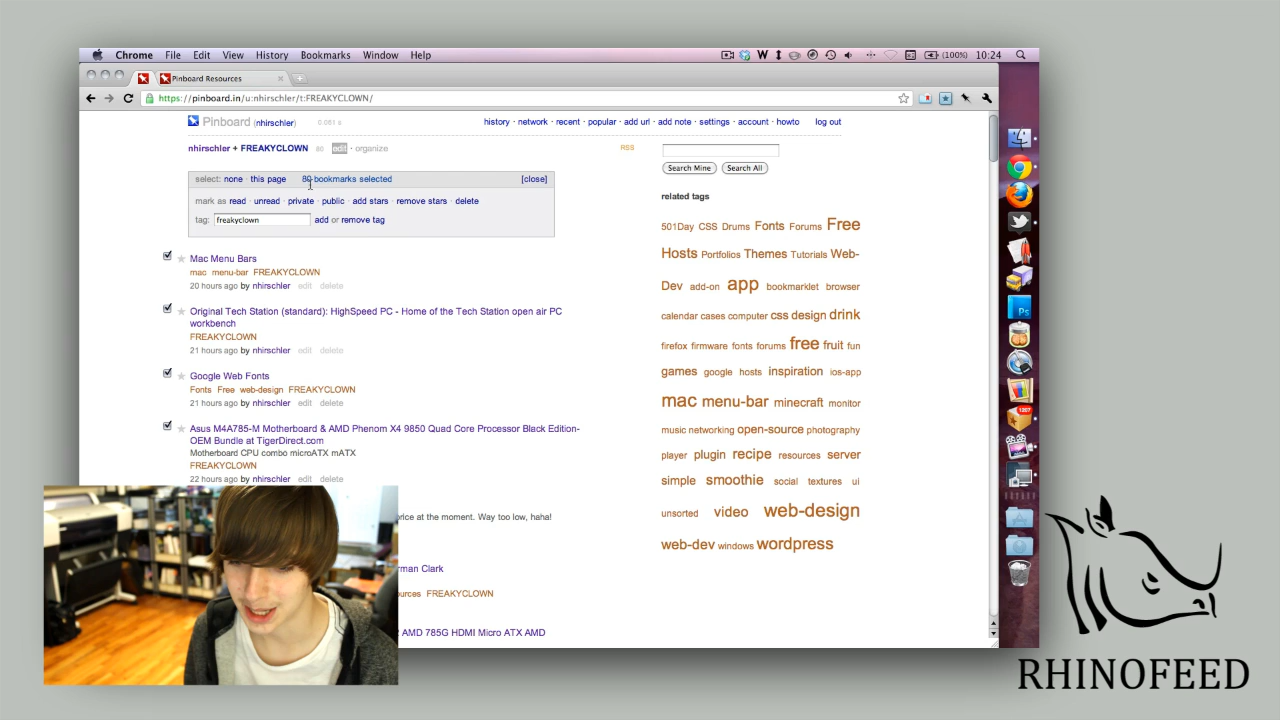 Chrome File Edit View History Bookmarks Window Help W (100%) 10:24
Pinboard Resources
https://pinboard.in/u:nhirschler/t:FREAKYCLOWN/
Pinboard (nhirschler) 0.051 s history · network · recent · popular · add url · add note · settings · account · howto log out
nhirschler + FREAKYCLOWN 80 edit · organize RSS
Search Mine Search All
select: none · this page 80 bookmarks selected [close]
mark as read · unread · private · public · add stars · remove stars · delete
tag: freakyclown add or remove tag
Mac Menu Bars
mac menu-bar FREAKYCLOWN
20 hours ago by nhirschler edit delete
Original Tech Station (standard): HighSpeed PC - Home of the Tech Station open air PC
workbench
FREAKYCLOWN
21 hours ago by nhirschler edit delete
Google Web Fonts
Fonts Free web-design FREAKYCLOWN
21 hours ago by nhirschler edit delete
Asus M4A785-M Motherboard & AMD Phenom X4 9850 Quad Core Processor Black Edition-
OEM Bundle at TigerDirect.com
Motherboard CPU combo microATX mATX
FREAKYCLOWN
22 hours ago by nhirschler edit delete
price at the moment. Way too low, haha!
rman Clark
ources FREAKYCLOWN
AMD 785G HDMI Micro ATX AMD
related tags
501Day CSS Drums Fonts Forums Free
Hosts Portfolios Themes Tutorials Web-
Dev add-on app bookmarklet browser
calendar cases computer css design drink
firefox firmware fonts forums free fruit fun
games google hosts inspiration ios-app
mac menu-bar minecraft monitor
music networking open-source photography
player plugin recipe resources server
simple smoothie social textures ui
unsorted video web-design
web-dev windows wordpress
Ps
1207
RHINOFEED